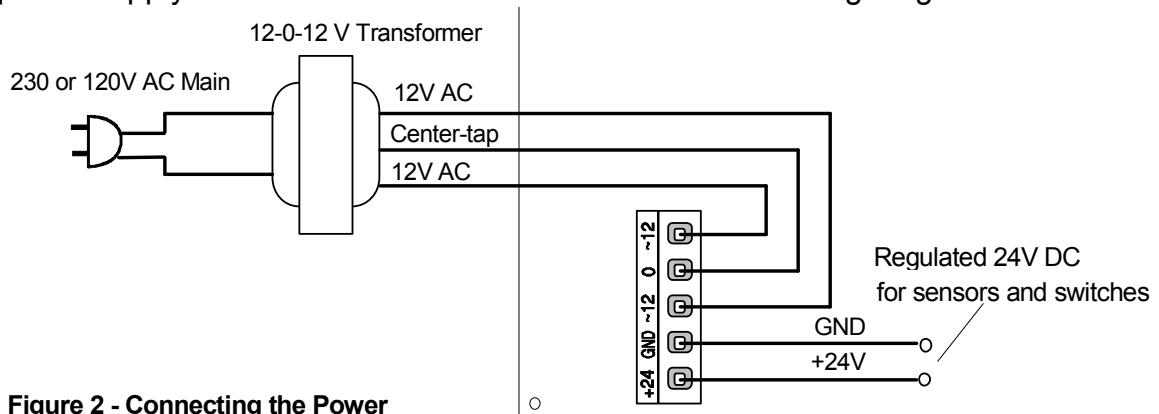 12-0-12 V Transformer
230 or 120V AC Main
12V AC
Center-tap
12V AC
~12
0
~12
GND
+24
Regulated 24V DC
for sensors and switches
GND
+24V
Figure 2 - Connecting the Power